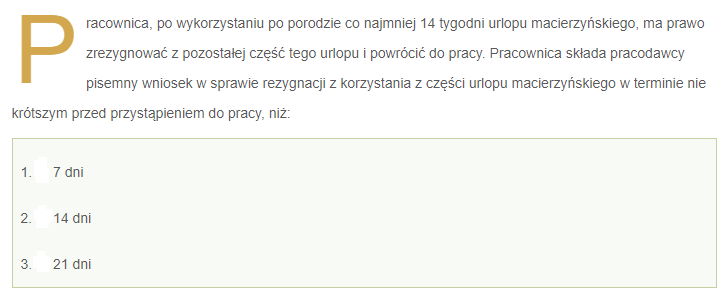 Pracownica, po wykorzystaniu po porodzie co najmniej 14 tygodni urlopu macierzyńskiego, ma prawo
zrezygnować z pozostałej część tego urlopu i powrócić do pracy. Pracownica składa pracodawcy
pisemny wniosek w sprawie rezygnacji z korzystania z części urlopu macierzyńskiego w terminie nie
krótszym przed przystąpieniem do pracy, niż:
1. 7 dni
2. 14 dni
3. 21 dni